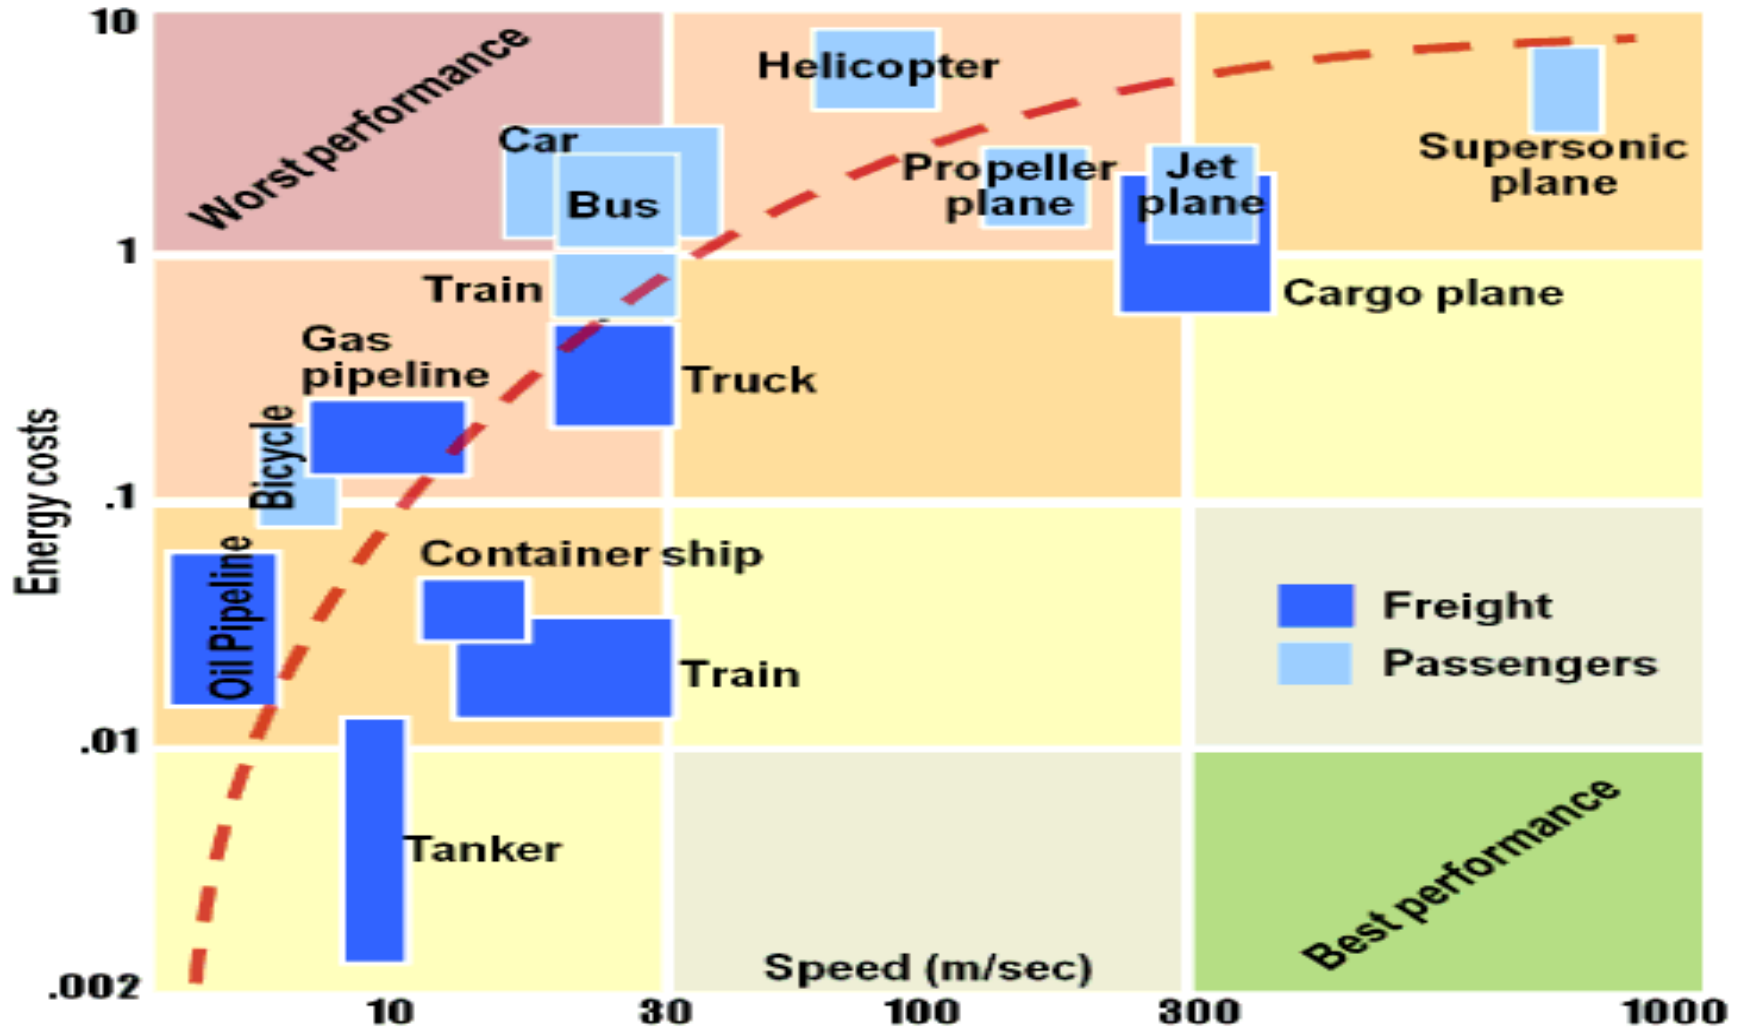 10
Worst performance
Helicopter
Car
Bus
Propeller
plane
Jet
plane
Supersonic
plane
1
Train
Cargo plane
Gas
pipeline
Truck
Bicycle
.1
Energy costs
Oil Pipeline
Container ship
Freight
Passengers
Train
.01
Tanker
Best performance
Speed (m/sec)
.002
10 30 100 300 1000